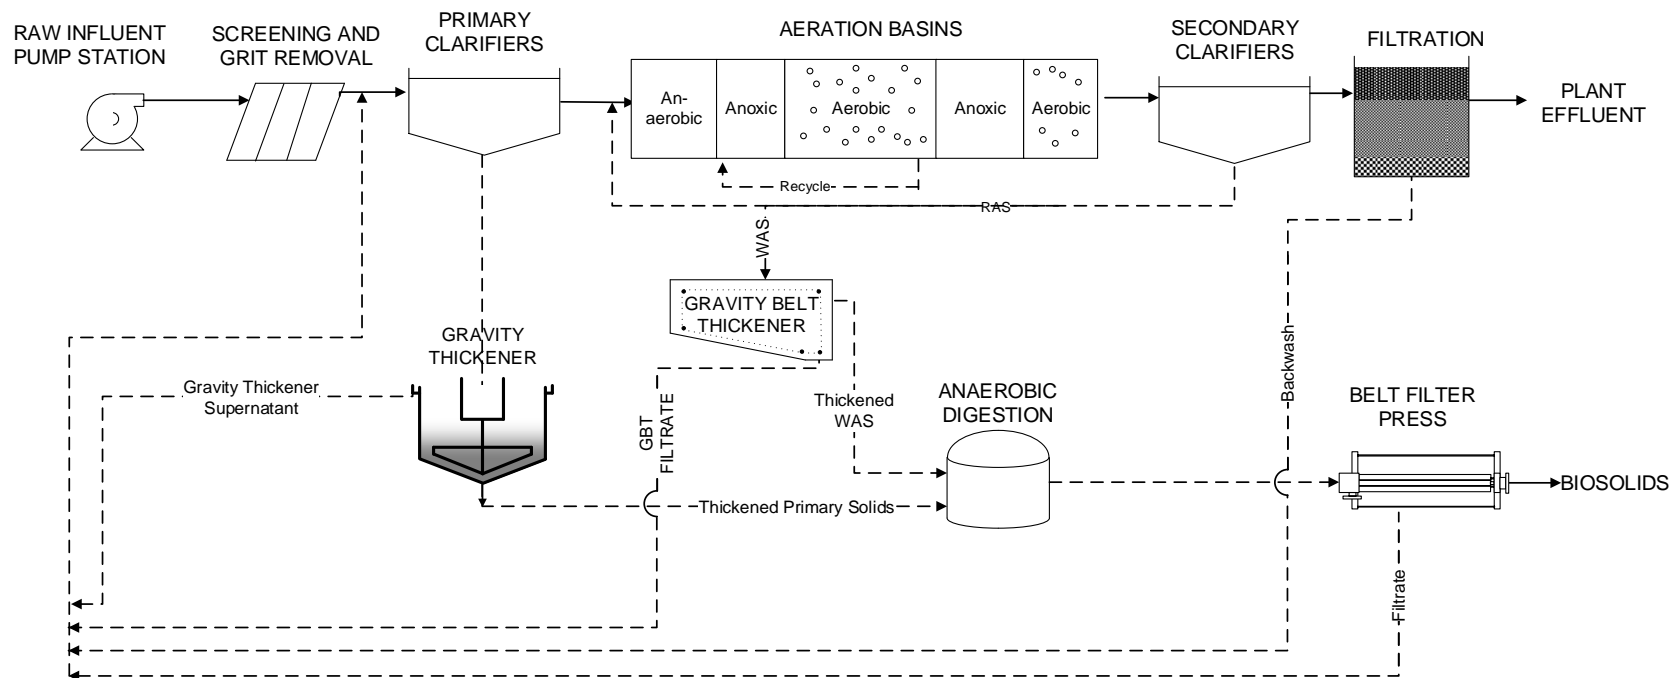 RAW INFLUENT
PUMP STATION
SCREENING AND
GRIT REMOVAL
PRIMARY
CLARIFIERS
AERATION BASINS
SECONDARY
CLARIFIERS
FILTRATION
PLANT
EFFLUENT
An-
aerobic
Anoxic
Aerobic
Anoxic
Aerobic
Recycle
RAS
WAS
GRAVITY BELT
THICKENER
GRAVITY
THICKENER
Gravity Thickener
Supernatant
GBT
FILTRATE
Thickened
WAS
ANAEROBIC
DIGESTION
Backwash
BELT FILTER
PRESS
Thickened Primary Solids
BIOSOLIDS
Filtrate